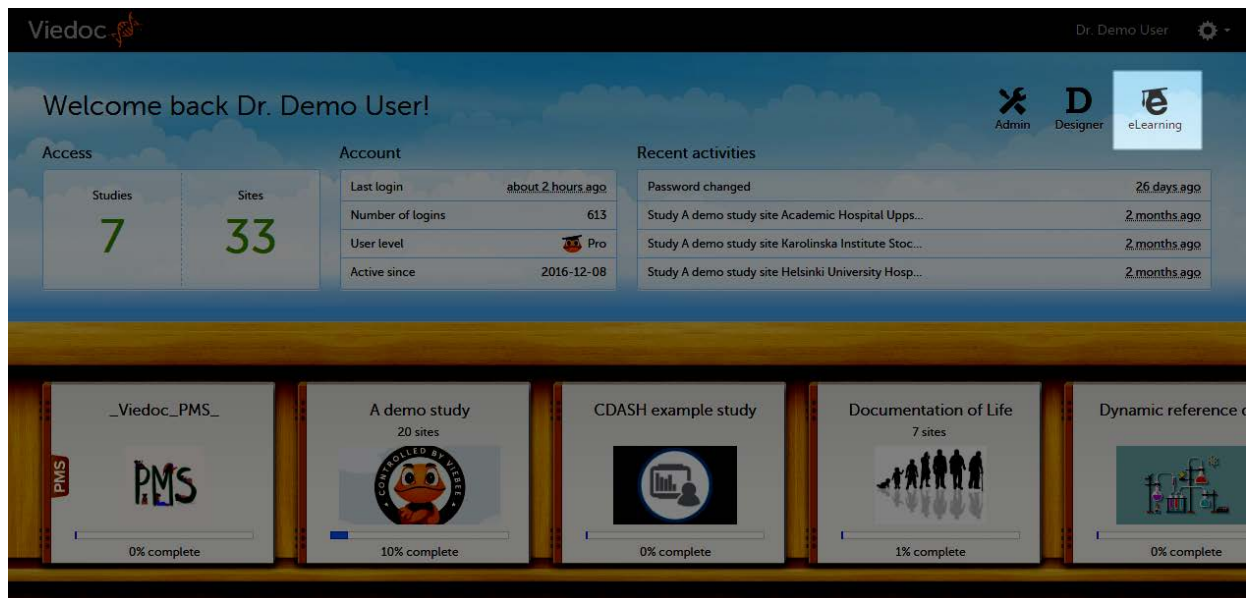 Viedoc
Dr. Demo User
Welcome back Dr. Demo User!
Admin
D
Designer
e
eLearning
Access
Studies
7
Sites
33
Account
Last login about 2 hours ago
Number of logins 613
User level Pro
Active since 2016-12-08
Recent activities
Password changed 26 days ago
Study A demo study site Academic Hospital Upps... 2 months ago
Study A demo study site Karolinska Institute Stoc... 2 months ago
Study A demo study site Helsinki University Hosp... 2 months ago
_Viedoc_PMS_
PMS
PMS
0% complete
A demo study
20 sites
CONTROLLED BY VIEBEE
10% complete
CDASH example study
0% complete
Documentation of Life
7 sites
1% complete
Dynamic reference
0% complete